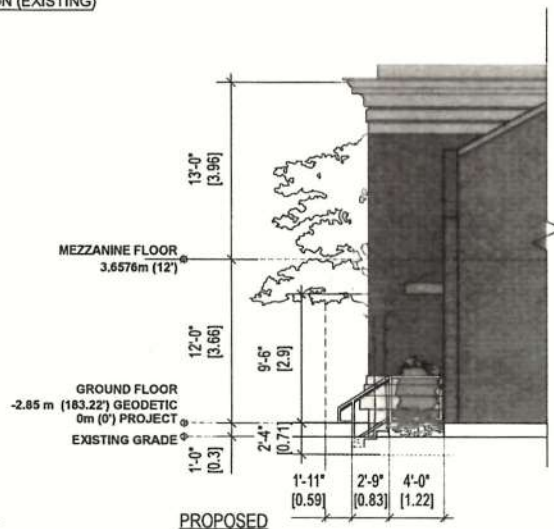 ON (EXISTING)
13'-0"
[3.96]
MEZZANINE FLOOR
3.6576m (12')
12'-0"
[3.66]
9'-6"
[2.9]
GROUND FLOOR
-2.85 m (183.22') GEODETIC
0m (0') PROJECT
EXISTING GRADE
1'-0"
[0.3]
2'-4"
[0.71]
1'-11"
[0.59]
2'-9"
[0.83]
4'-0"
[1.22]
PROPOSED